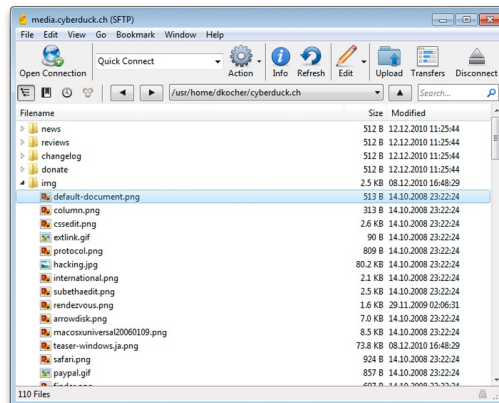 media.cyberduck.ch (SFTP)
File Edit View Go Bookmark Window Help
Quick Connect
Open Connection Action Info Refresh Edit Upload Transfers Disconnect
/usr/home/dkocher/cyberduck.ch Search...
Filename Size Modified
news 512 B 12.12.2010 11:25:44
reviews 512 B 12.12.2010 11:25:44
changelog 512 B 12.12.2010 11:25:44
donate 512 B 12.12.2010 11:25:44
img 2.5 KB 08.12.2010 16:48:29
default-document.png 513 B 14.10.2008 23:22:24
column.png 313 B 14.10.2008 23:22:24
cssedit.png 2.6 KB 14.10.2008 23:22:24
extlink.gif 90 B 14.10.2008 23:22:24
protocol.png 809 B 14.10.2008 23:22:24
hacking.jpg 80.2 KB 14.10.2008 23:22:24
international.png 2.1 KB 14.10.2008 23:22:24
subethaedit.png 2.5 KB 14.10.2008 23:22:24
rendezvous.png 1.6 KB 29.11.2009 02:06:31
arrowdisk.png 7.0 KB 14.10.2008 23:22:24
macosxuniversal20060109.png 8.5 KB 14.10.2008 23:22:24
teaser-windows.ja.png 73.8 KB 08.12.2010 16:48:29
safari.png 924 B 14.10.2008 23:22:24
paypal.gif 857 B 14.10.2008 23:22:24
110 Files